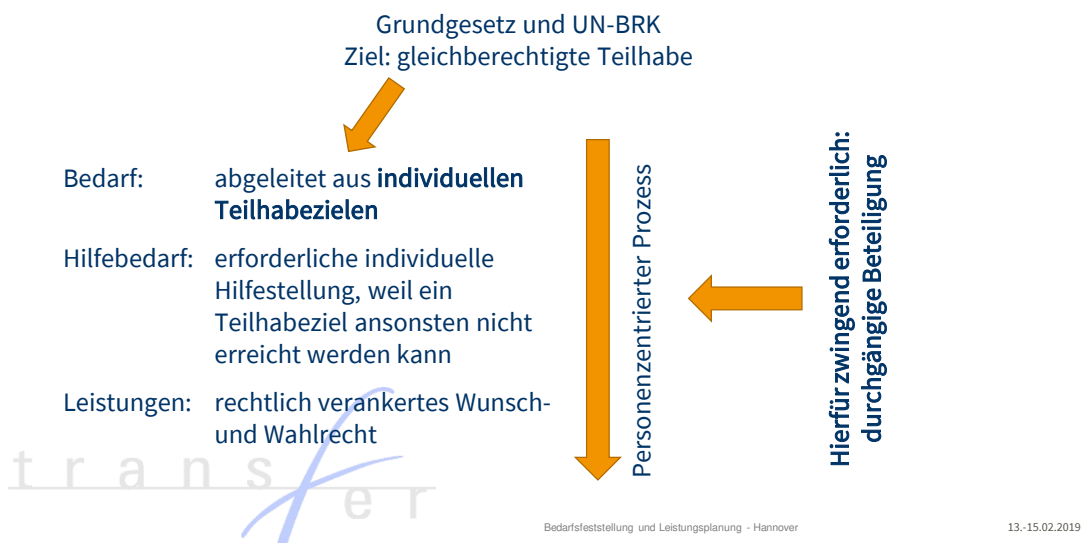 Grundgesetz und UN-BRK
Ziel: gleichberechtigte Teilhabe
Bedarf: abgeleitet aus individuellen
Teilhabezielen
Hilfebedarf: erforderliche individuelle
Hilfestellung, weil ein
Teilhabeziel ansonsten nicht
erreicht werden kann
Leistungen: rechtlich verankertes Wunsch-
und Wahlrecht
Personenzentrierter Prozess
Hierfür zwingend erforderlich:
durchgängige Beteiligung
transfer
Bedarfsfeststellung und Leistungsplanung - Hannover
13.-15.02.2019